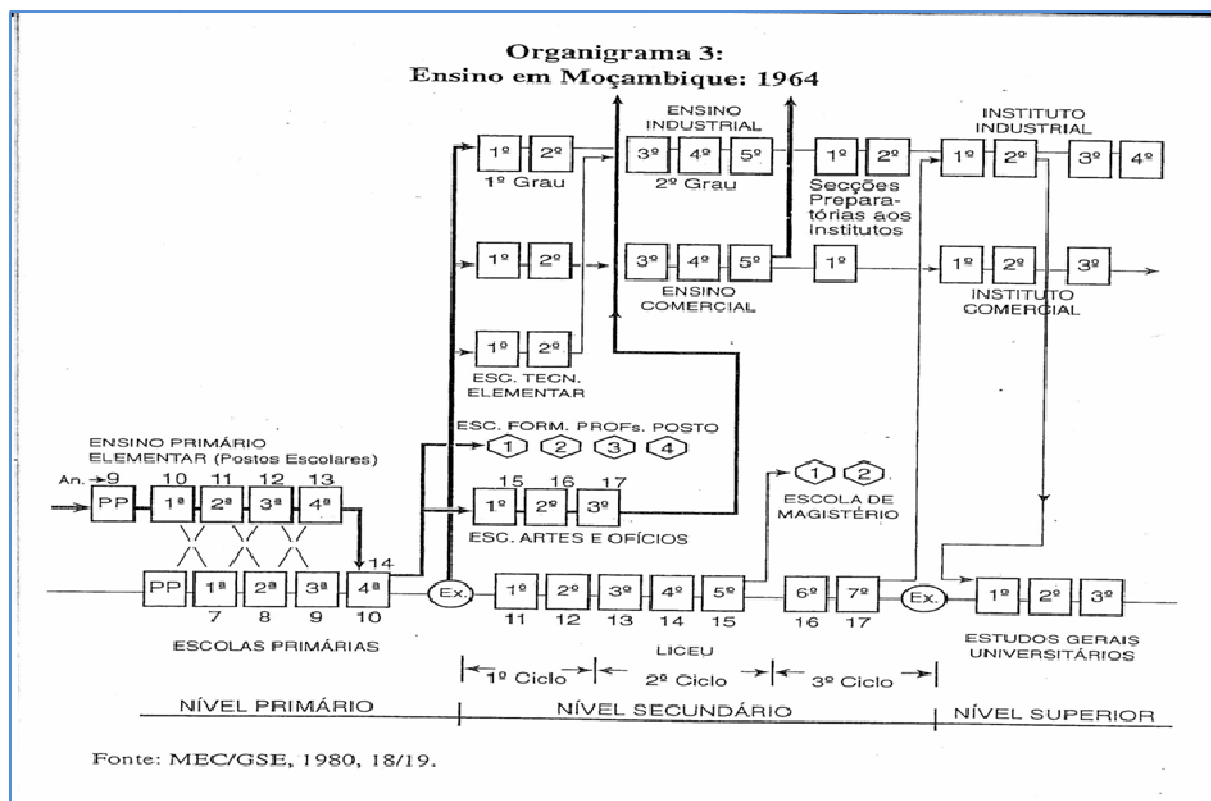 Organigrama 3:
Ensino em Moçambique: 1964
ENSINO
INDUSTRIAL
INSTITUTO
INDUSTRIAL
1º 2º 3º 4º 5º 1º 2º 1º 2º 3º 4º
1º Grau 2º Grau
Secções
Prepara-
tórias aos
institutos
1º 2º 3º 4º 5º 1º 1º 2º 3º
ENSINO
COMERCIAL
INSTITUTO
COMERCIAL
1º 2º
ESC. TECN.
ELEMENTAR
ESC. FORM. PROFs. POSTO
1 2 3 4
ENSINO PRIMÁRIO
ELEMENTAR (Postos Escolares)
An. 9 10 11 12 13
PP 1ª 2ª 3ª 4ª
15 16 17
1º 2º 3º
ESC. ARTES E OFÍCIOS
1 2
ESCOLA DE
MAGISTÉRIO
14
PP 1ª 2ª 3ª 4ª Ex. 1º 2º 3º 4º 5º 6º 7º Ex. 1º 2º 3º
7 8 9 10 11 12 13 14 15 16 17
ESCOLAS PRIMÁRIAS
LICEU
ESTUDOS GERAIS
UNIVERSITÁRIOS
1º Ciclo 2º Ciclo 3º Ciclo
NÍVEL PRIMÁRIO NÍVEL SECUNDÁRIO NÍVEL SUPERIOR
Fonte: MEC/GSE, 1980, 18/19.